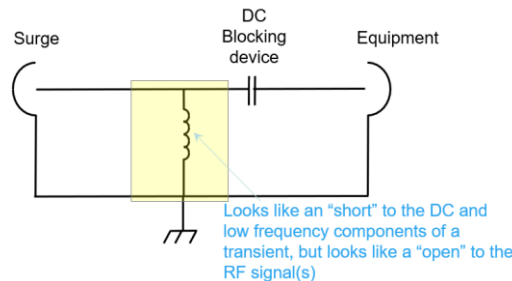 DC
Blocking
device
Surge
Equipment
Looks like an “short” to the DC and
low frequency components of a
transient, but looks like a “open” to the
RF signal(s)